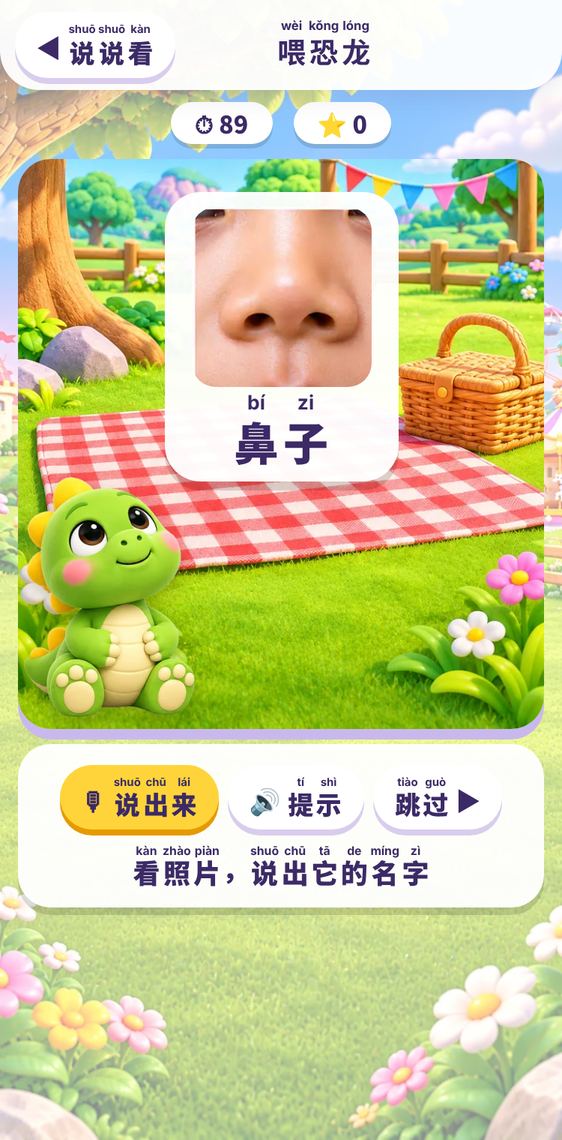 shuō shuō kàn
◀ 说说看
wèi kǒng lóng
喂恐龙
⏱ 89
⭐ 0
bí zi
鼻子
shuō chū lái
🎙 说出来
tí shì
🔊 提示
tiào guò
跳过 ▶
kàn zhào piàn shuō chū tā de míng zì
看照片，说出它的名字